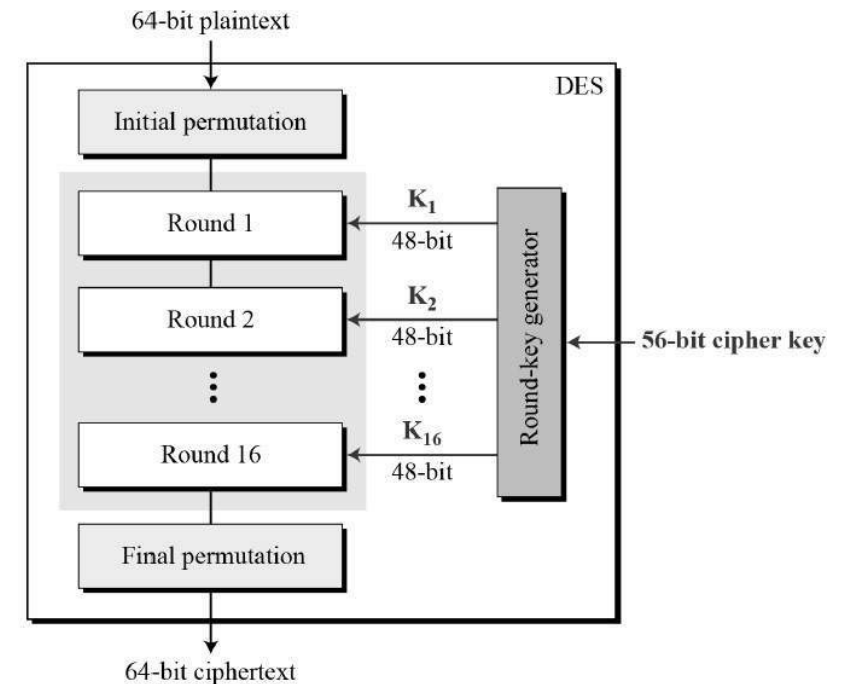 64-bit plaintext
DES
Initial permutation
K₁
Round 1
48-bit
K₂
Round 2
48-bit
Round-key generator
56-bit cipher key
K₁₆
Round 16
48-bit
Final permutation
64-bit ciphertext